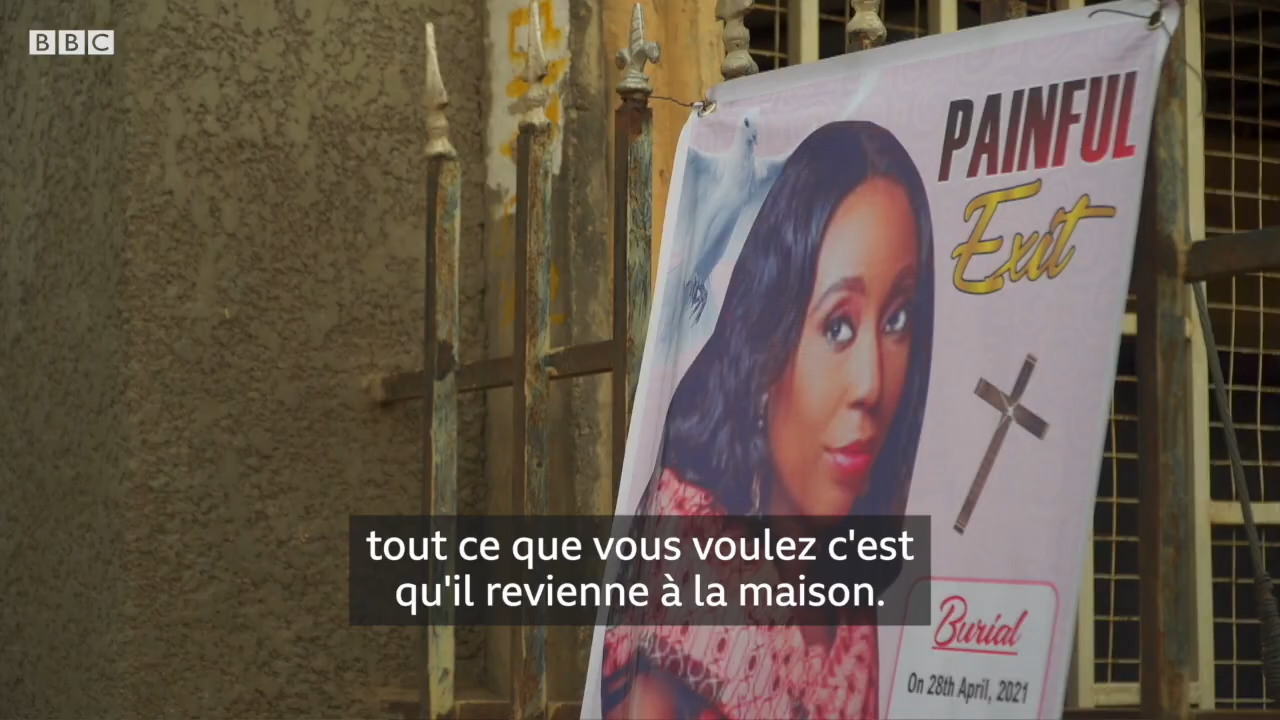 BBC
PAINFUL
Exit
tout ce que vous voulez c'est
qu'il revienne à la maison.
Burial
On 28th April, 2021